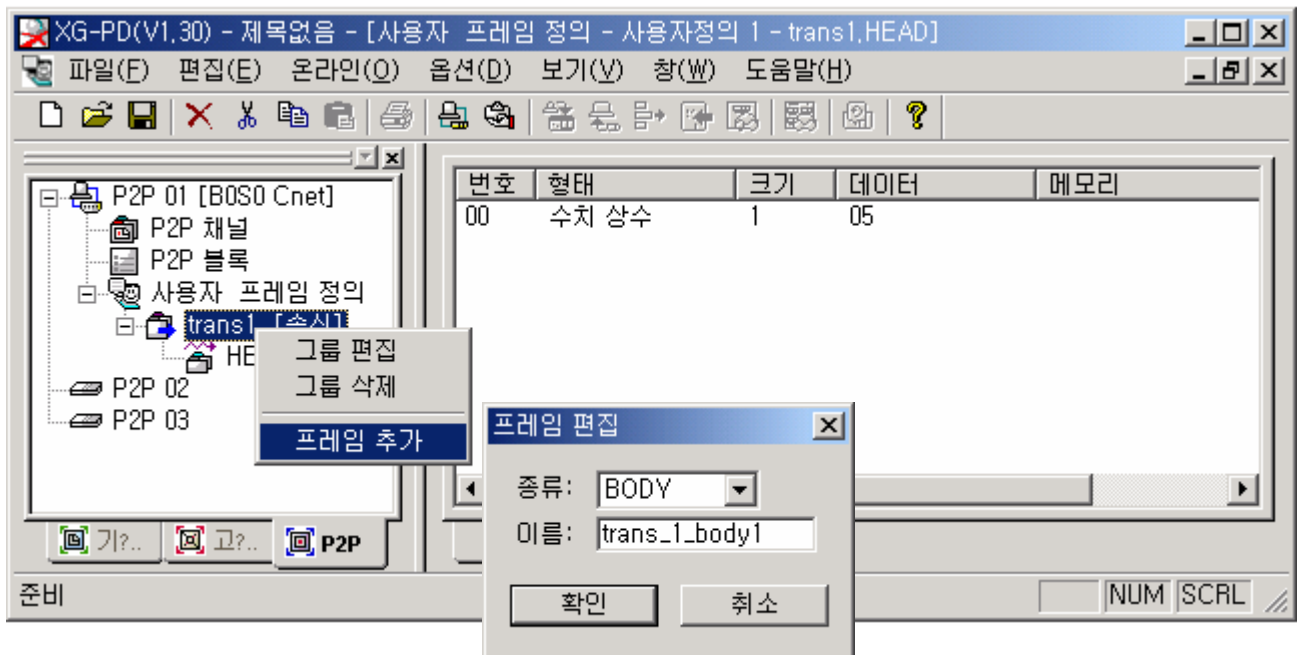 XG-PD(V1,30) - 제목없음 - [사용자 프레임 정의 - 사용자정의 1 - trans1,HEAD]
파일(F) 편집(E) 온라인(O) 옵션(D) 보기(V) 창(W) 도움말(H)
P2P 01 [B0S0 Cnet]
P2P 채널
P2P 블록
사용자 프레임 정의
trans1 [송신]
HE
P2P 02
P2P 03
기?..
고?..
P2P
그룹 편집
그룹 삭제
프레임 추가
번호 형태 크기 데이터 메모리
00 수치 상수 1 05
프레임 편집
종류: BODY
이름: trans_1_body1
확인 취소
준비
NUM SCRL